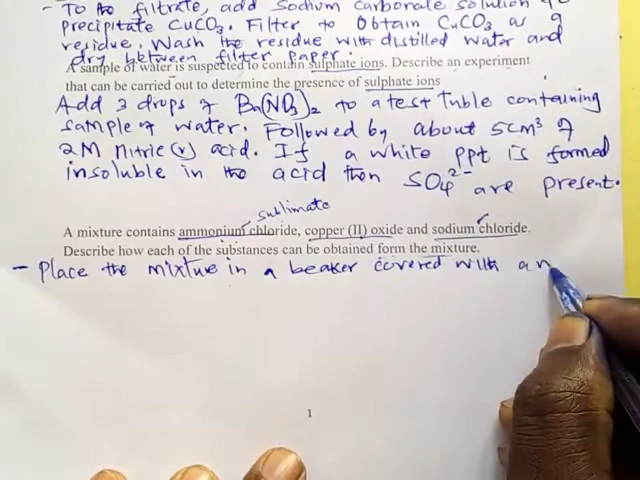 - To the filtrate, add sodium carbonate solution to
precipitate CuCO3. Filter to obtain CuCO3 as a
residue. Wash the residue with distilled water and
dry between filter paper.
A sample of water is suspected to contain sulphate ions. Describe an experiment
that can be carried out to determine the presence of sulphate ions
Add 3 drops of Ba(NO3)2 to a test tube containing
sample of water. Followed by about 5cm³ of
2M nitric(v) acid. If a white ppt is formed
insoluble in the acid then SO4²⁻ are present.
sublimate
A mixture contains ammonium chloride, copper (II) oxide and sodium chloride.
Describe how each of the substances can be obtained form the mixture.
- Place the mixture in a beaker covered with a
1